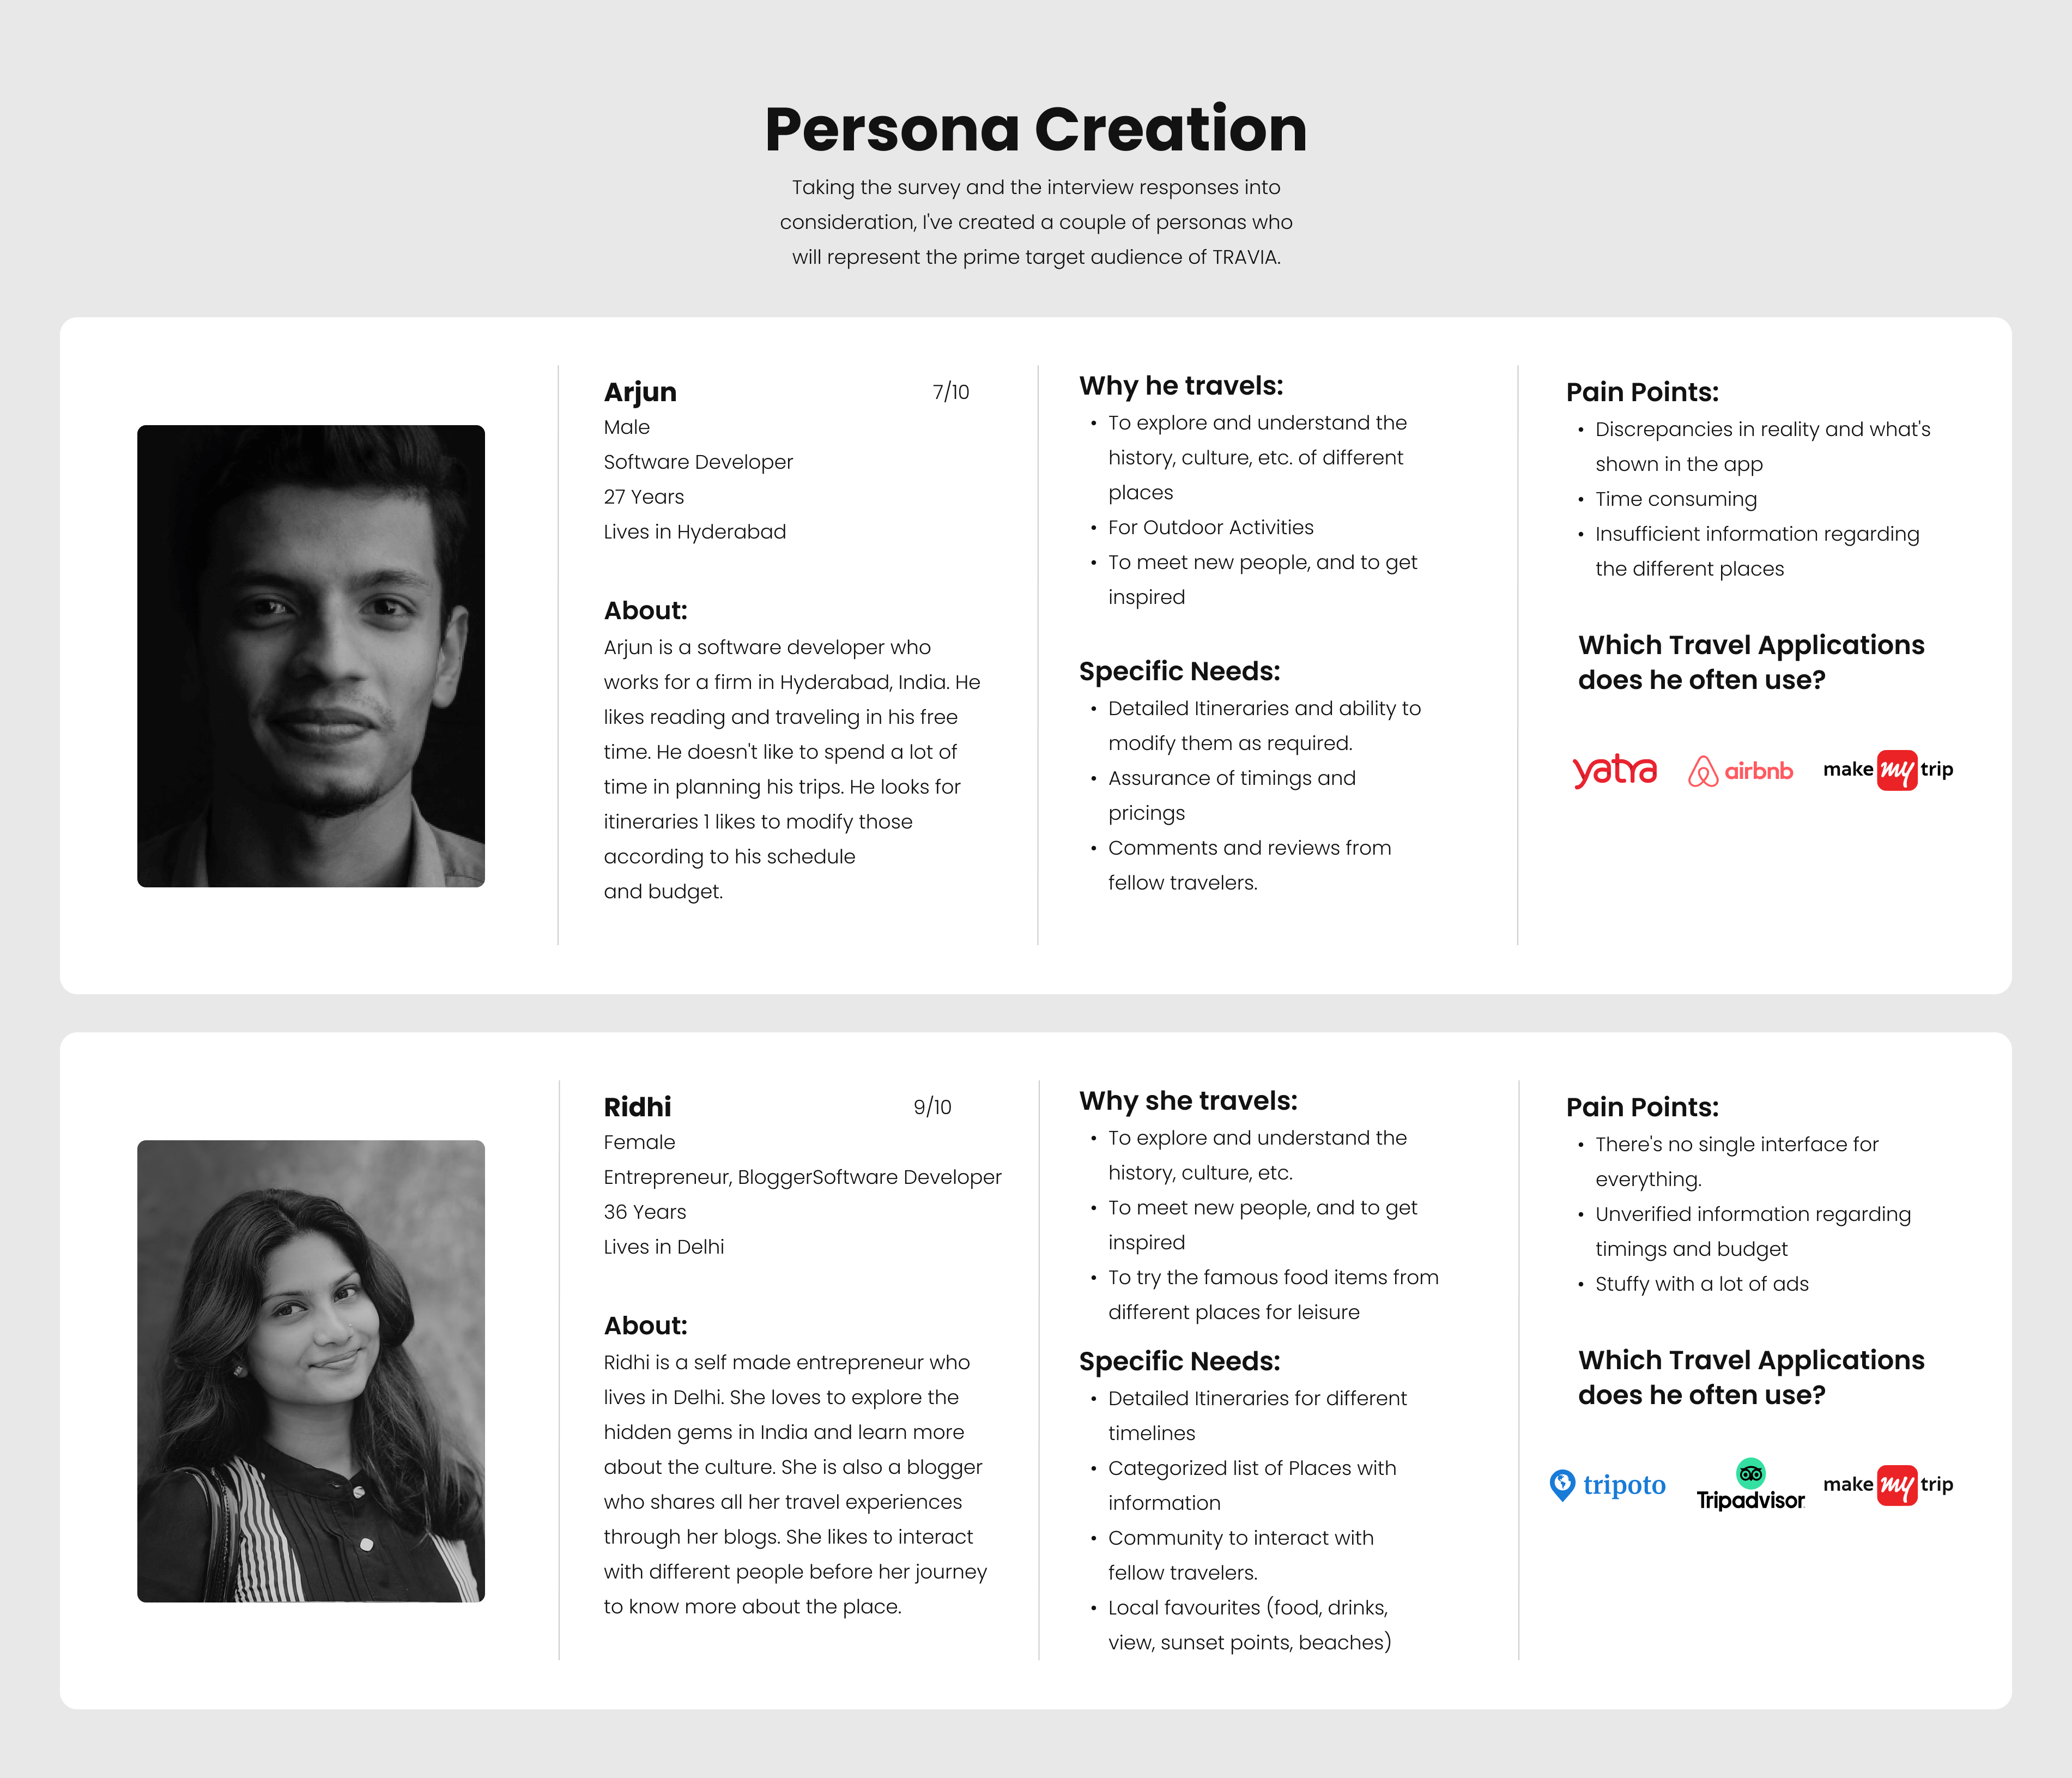 Persona Creation
Taking the survey and the interview responses into
consideration, I've created a couple of personas who
will represent the prime target audience of TRAVIA.
Arjun
7/10
Male
Software Developer
27 Years
Lives in Hyderabad
About:
Arjun is a software developer who
works for a firm in Hyderabad, India. He
likes reading and traveling in his free
time. He doesn't like to spend a lot of
time in planning his trips. He looks for
itineraries 1 likes to modify those
according to his schedule
and budget.
Why he travels:
• To explore and understand the
history, culture, etc. of different
places
• For Outdoor Activities
• To meet new people, and to get
inspired
Specific Needs:
• Detailed Itineraries and ability to
modify them as required.
• Assurance of timings and
pricings
• Comments and reviews from
fellow travelers.
Pain Points:
• Discrepancies in reality and what's
shown in the app
• Time consuming
• Insufficient information regarding
the different places
Which Travel Applications
does he often use?
yatra airbnb make my trip
Ridhi
9/10
Female
Entrepreneur, BloggerSoftware Developer
36 Years
Lives in Delhi
About:
Ridhi is a self made entrepreneur who
lives in Delhi. She loves to explore the
hidden gems in India and learn more
about the culture. She is also a blogger
who shares all her travel experiences
through her blogs. She likes to interact
with different people before her journey
to know more about the place.
Why she travels:
• To explore and understand the
history, culture, etc.
• To meet new people, and to get
inspired
• To try the famous food items from
different places for leisure
Specific Needs:
• Detailed Itineraries for different
timelines
• Categorized list of Places with
information
• Community to interact with
fellow travelers.
• Local favourites (food, drinks,
view, sunset points, beaches)
Pain Points:
• There's no single interface for
everything.
• Unverified information regarding
timings and budget
• Stuffy with a lot of ads
Which Travel Applications
does he often use?
tripoto Tripadvisor make my trip